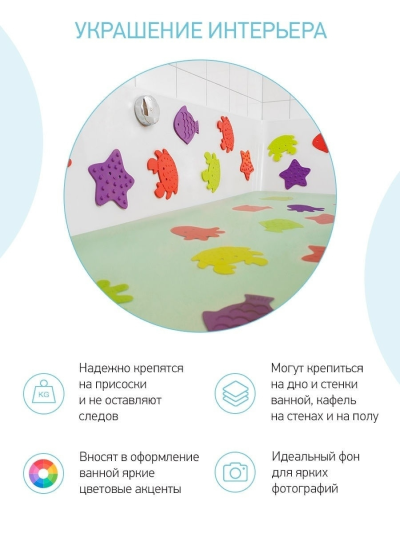 УКРАШЕНИЕ ИНТЕРЬЕРА
KG
Надежно крепятся
на присоски
и не оставляют
следов
Могут крепиться
на дно и стенки
ванной, кафель
на стенах и на полу
Вносят в оформление
ванной яркие
цветовые акценты
Идеальный фон
для ярких
фотографий